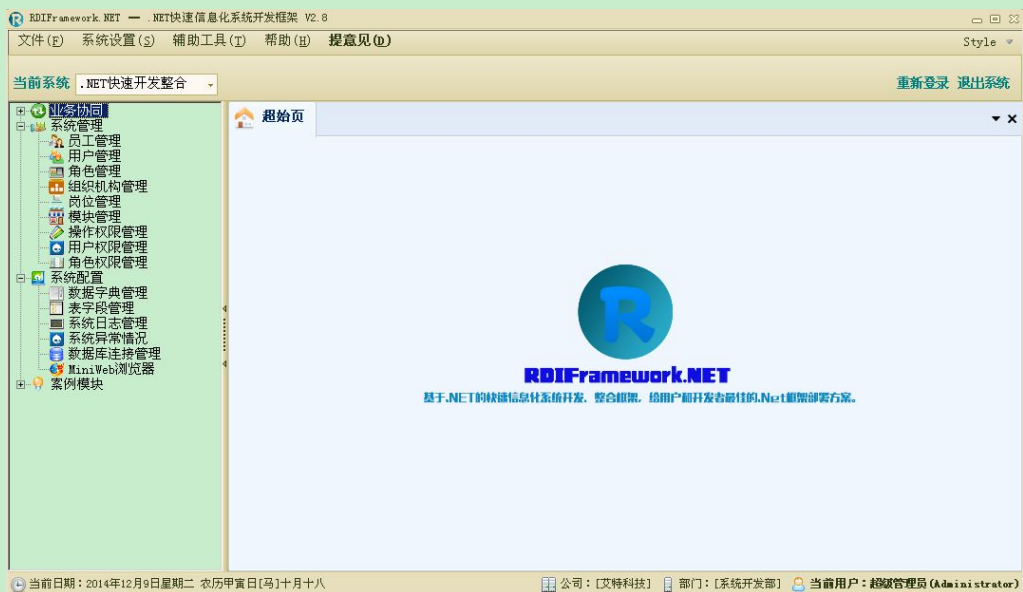 RDIFramework.NET — .NET快速信息化系统开发框架 V2.8
文件(F) 系统设置(S) 辅助工具(T) 帮助(H) 提意见(D)
Style
当前系统 .NET快速开发整合
重新登录 退出系统
业务协同
系统管理
员工管理
用户管理
角色管理
组织机构管理
岗位管理
模块管理
操作权限管理
用户权限管理
角色权限管理
系统配置
数据字典管理
表字段管理
系统日志管理
系统异常情况
数据库连接管理
MiniWeb浏览器
案例模块
起始页
R
RDIFramework.NET
基于.NET的快速信息化系统开发、整合框架，给用户和开发者最佳的.Net框架部署方案。
当前日期：2014年12月9日星期二 农历甲寅日[马]十月十八
公司：[艾特科技] 部门：[系统开发部] 当前用户：超级管理员(Administrator)